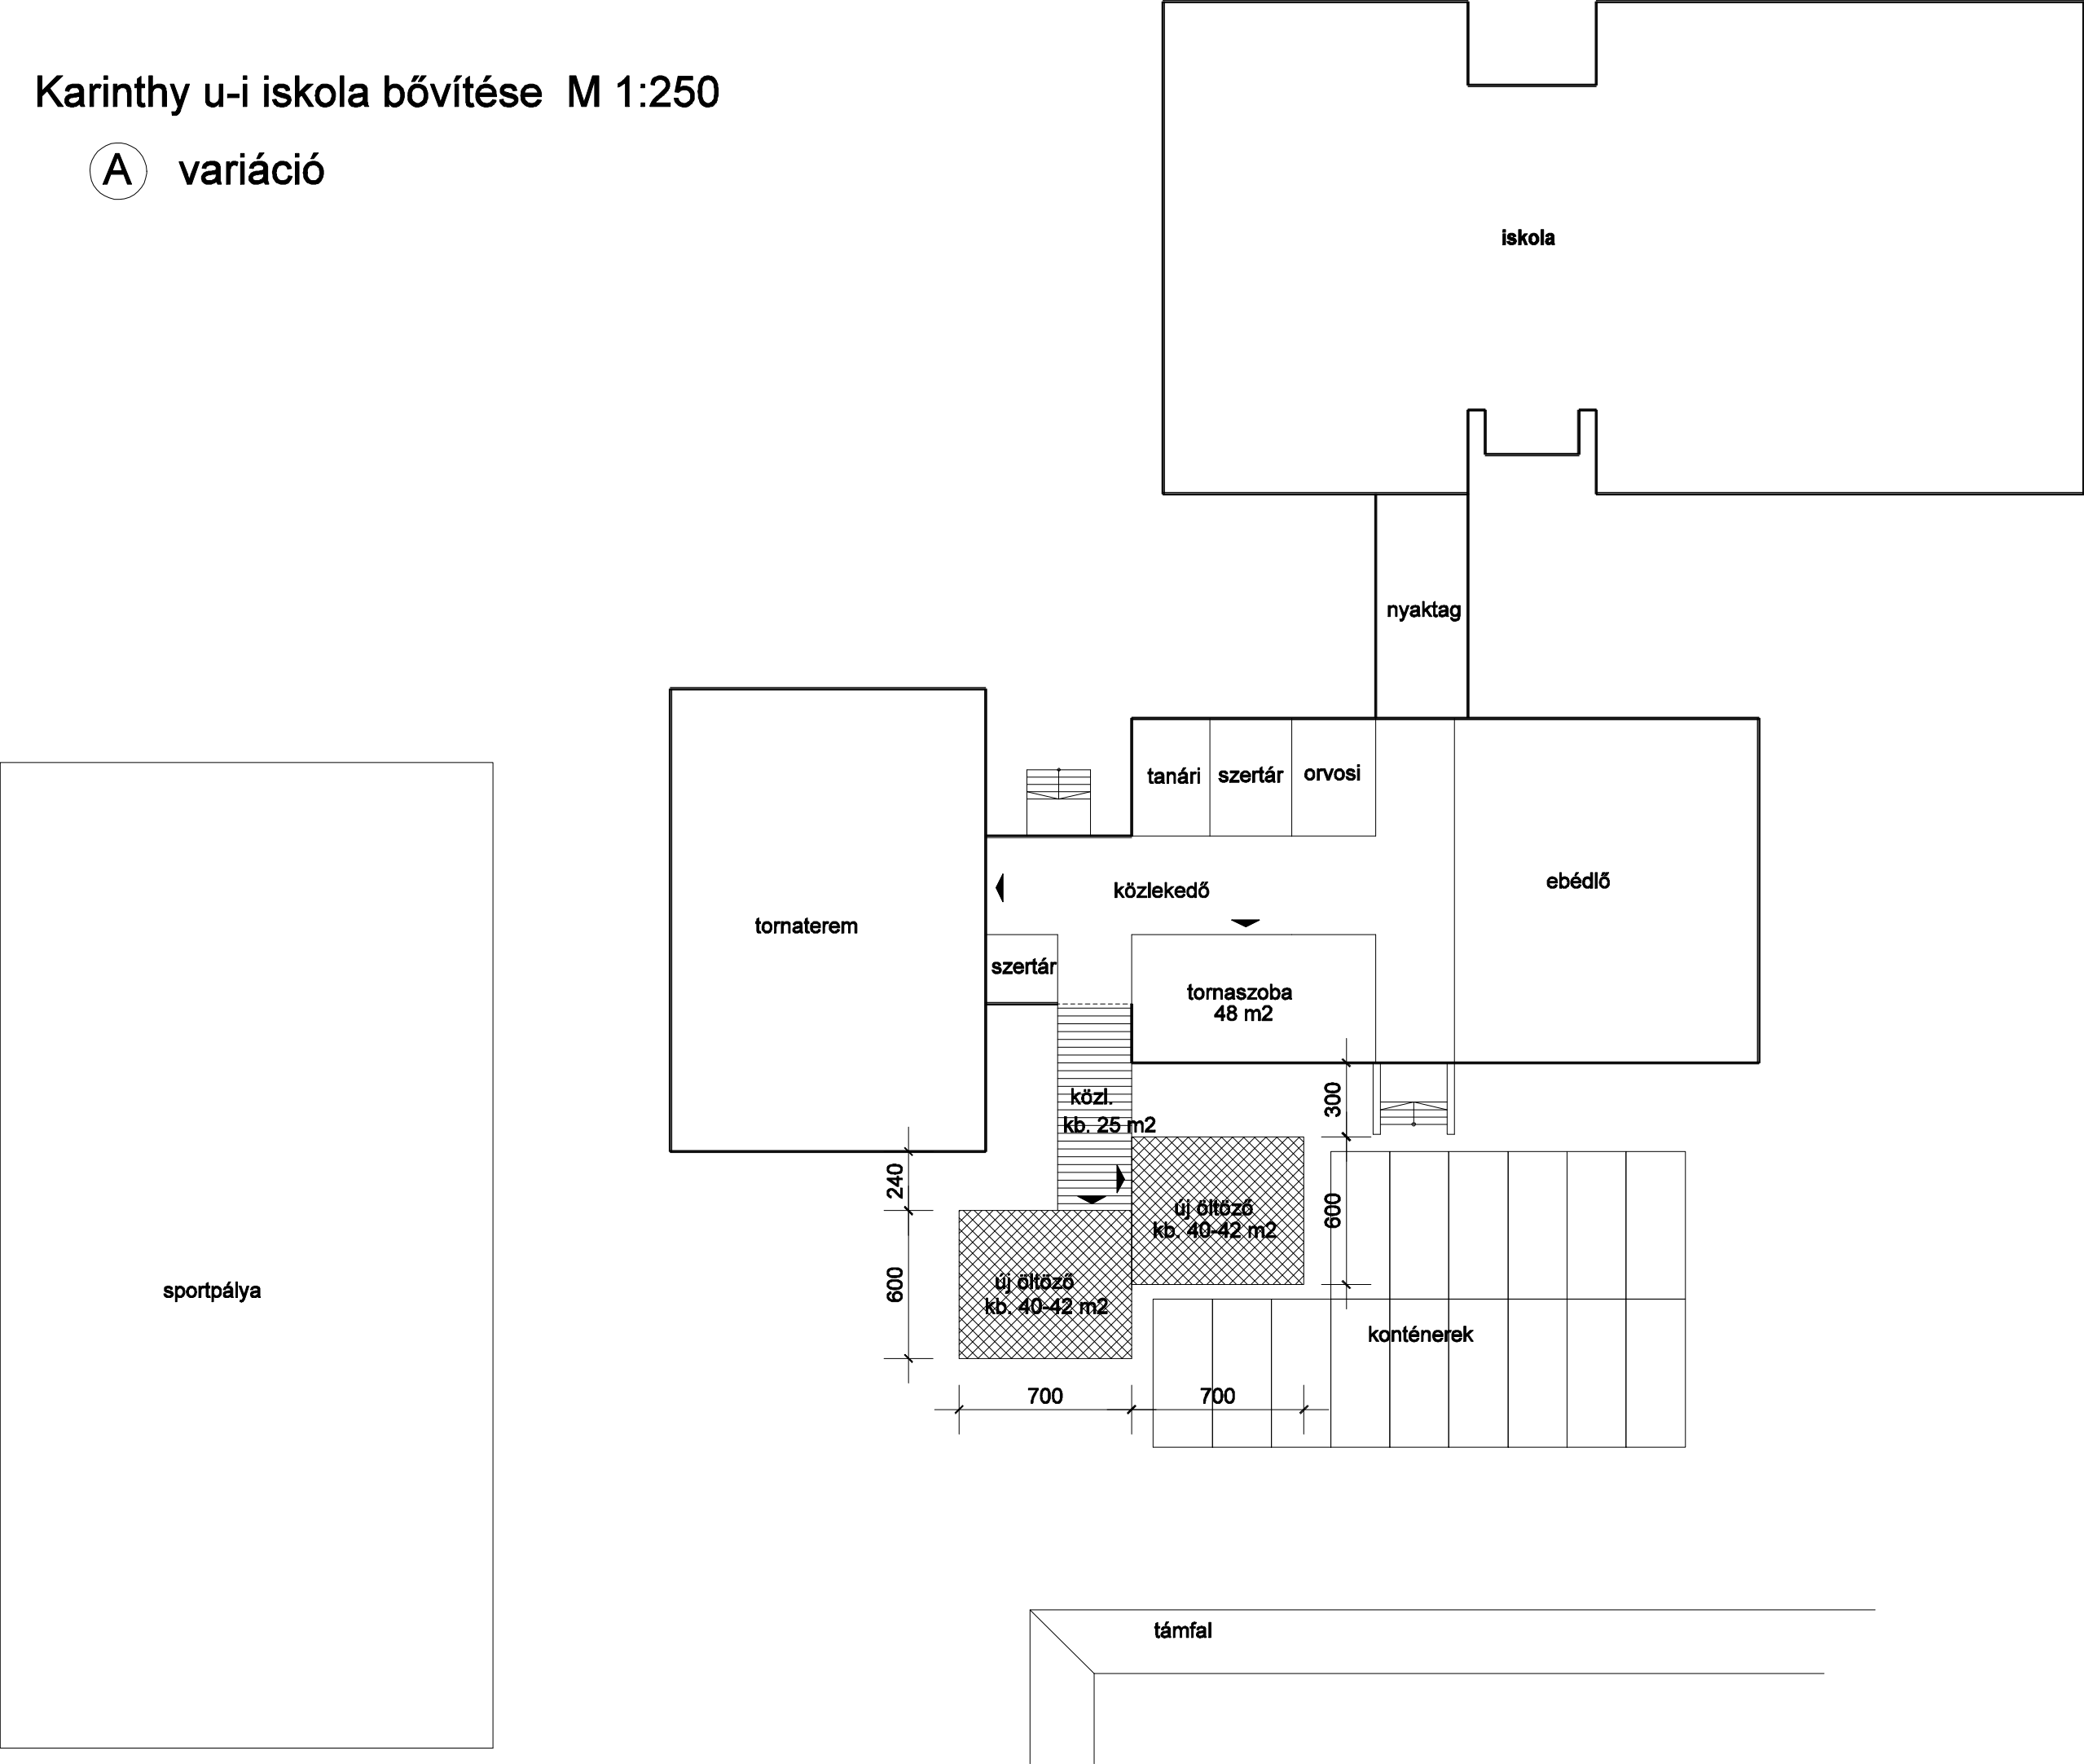 Karinthy u-i iskola bővítése M 1:250
A variáció
iskola
nyaktag
tanári
szertár
orvosi
közlekedő
ebédlő
tornaterem
szertár
tornaszoba
48 m2
közl.
kb. 25 m2
300
240
600
új öltöző
kb. 40-42 m2
600
új öltöző
kb. 40-42 m2
sportpálya
konténerek
700
700
támfal